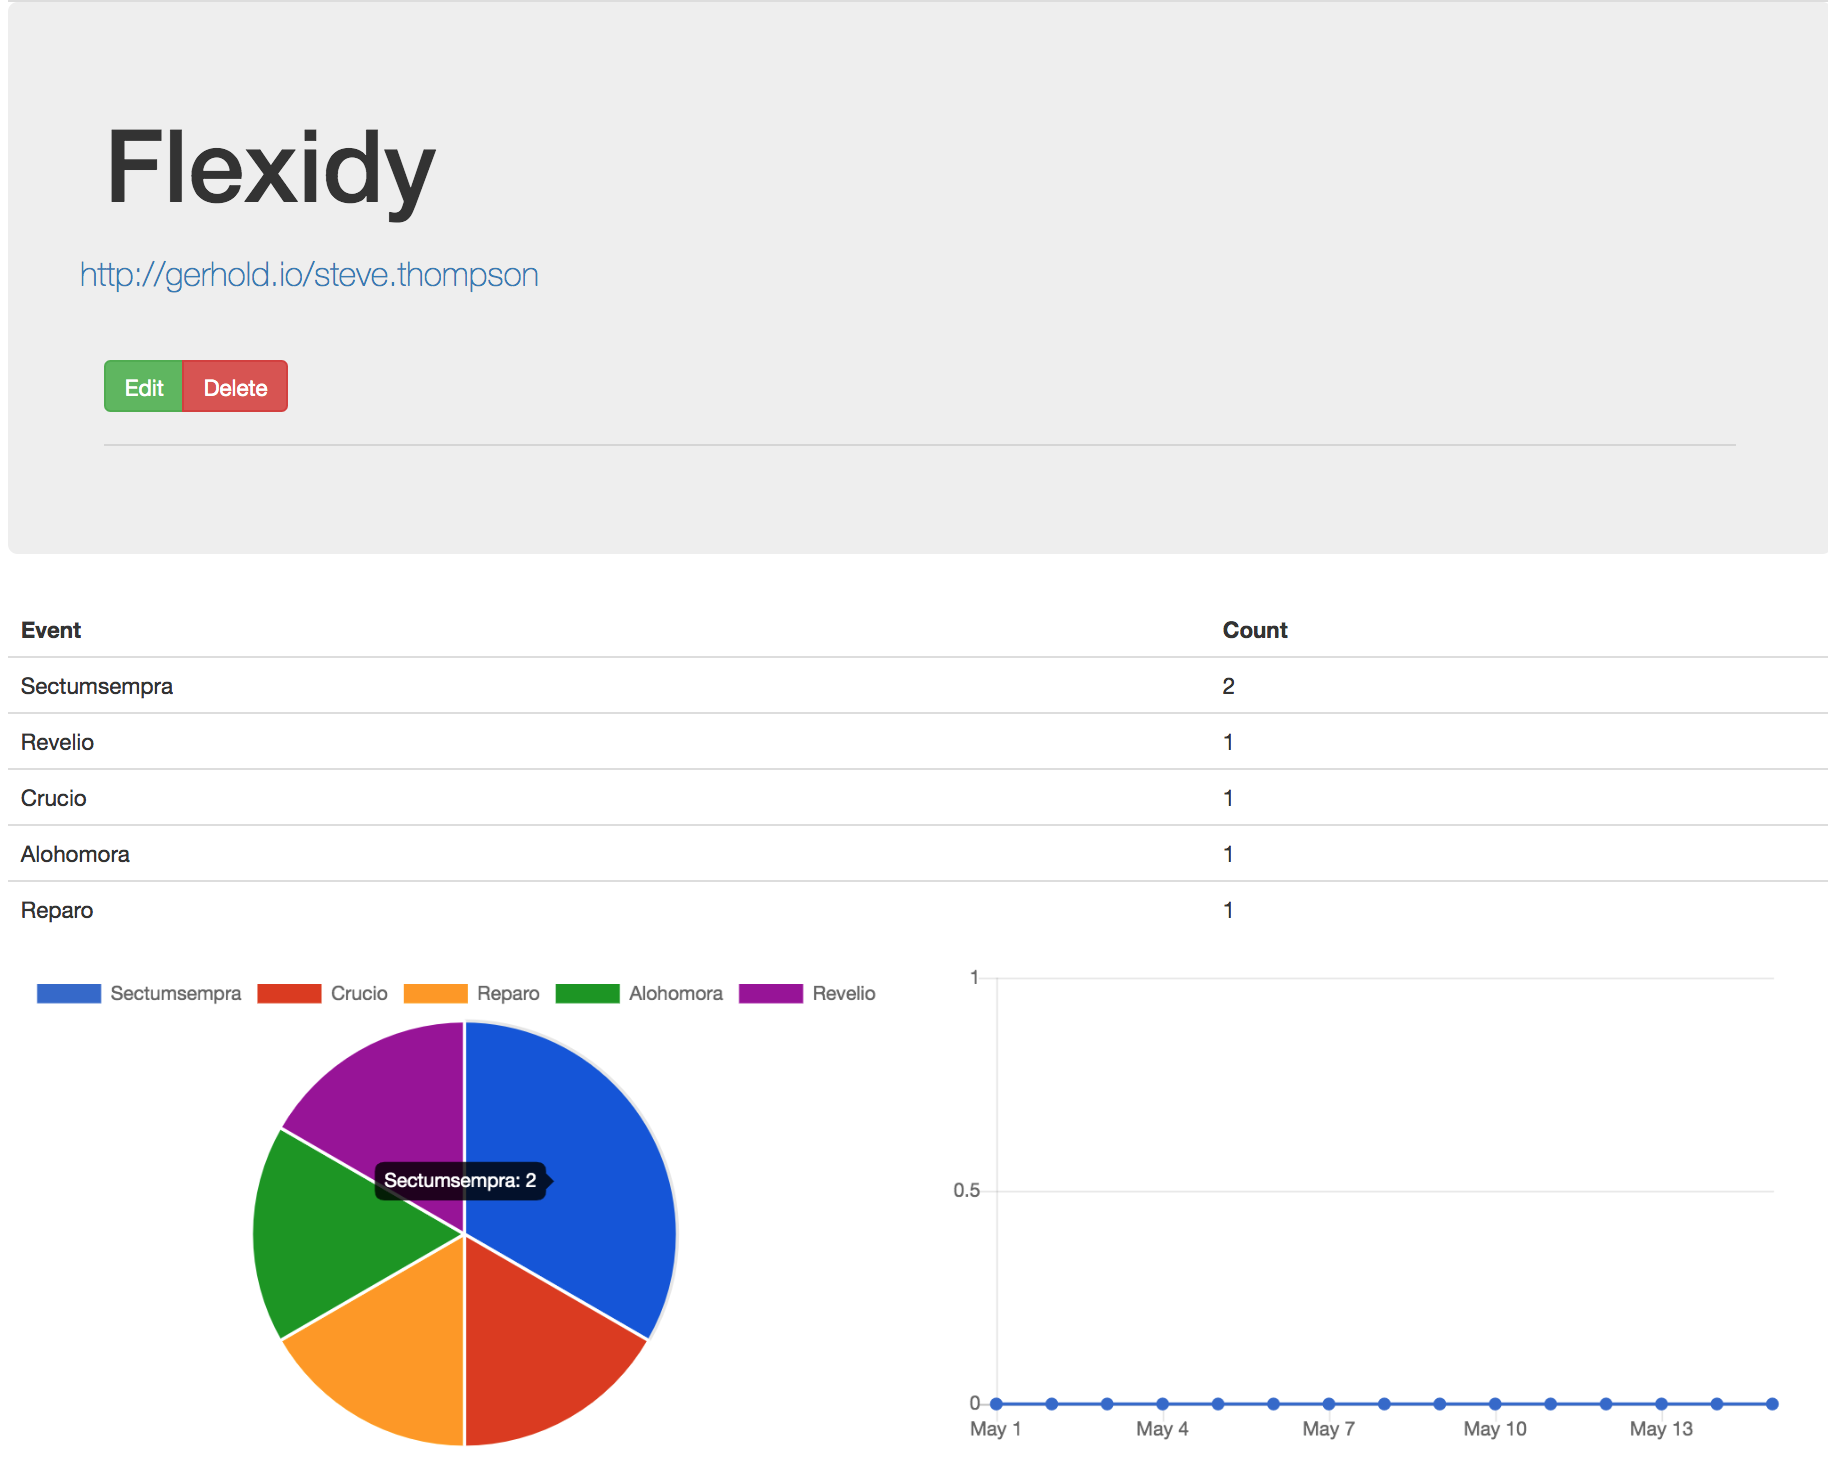 Flexidy
http://gerhold.io/steve.thompson
Edit Delete
Event Count
Sectumsempra 2
Revelio 1
Crucio 1
Alohomora 1
Reparo 1
Sectumsempra Crucio Reparo Alohomora Revelio
Sectumsempra: 2
1
0.5
0
May 1 May 4 May 7 May 10 May 13